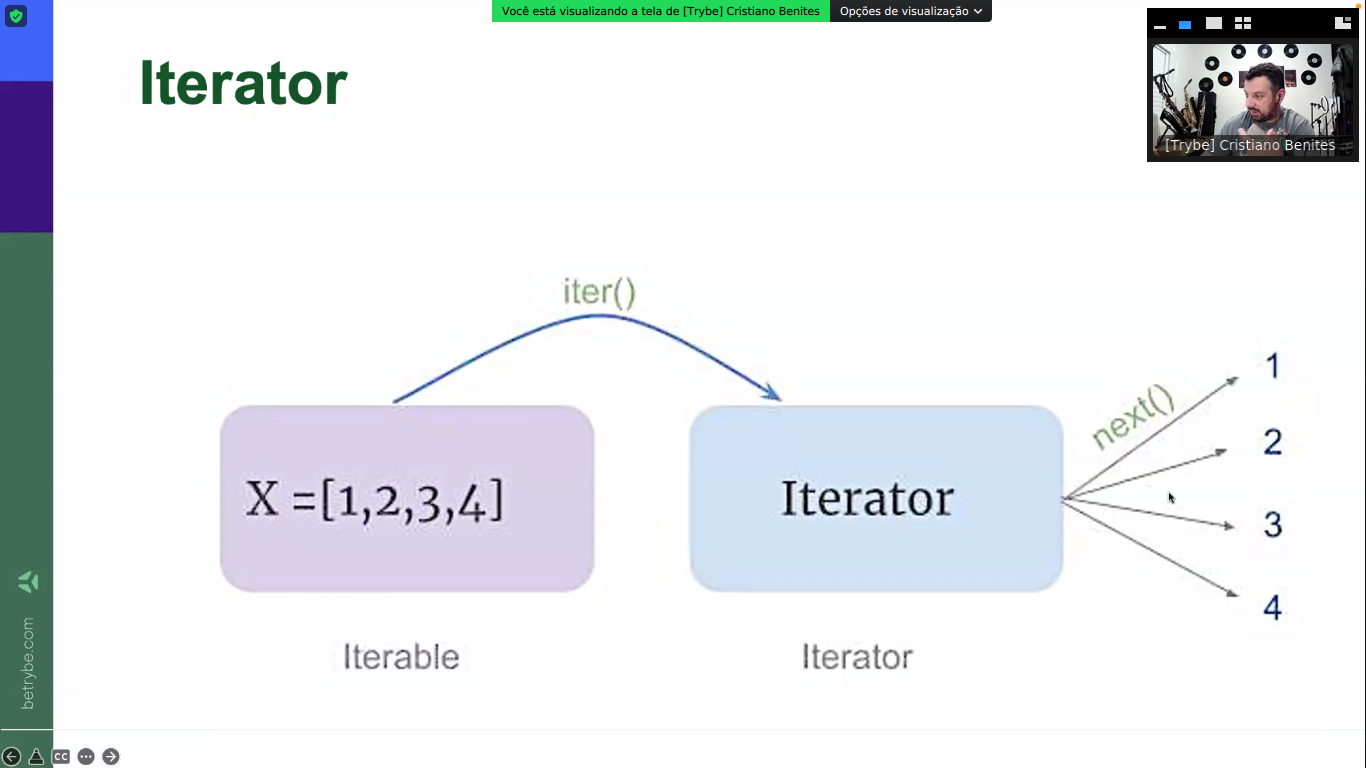 Você está visualizando a tela de [Trybe] Cristiano Benites
Opções de visualização
Iterator
[Trybe] Cristiano Benites
iter()
next()
1
2
3
4
X =[1,2,3,4]
Iterator
Iterable
Iterator
betrybe.com
CC